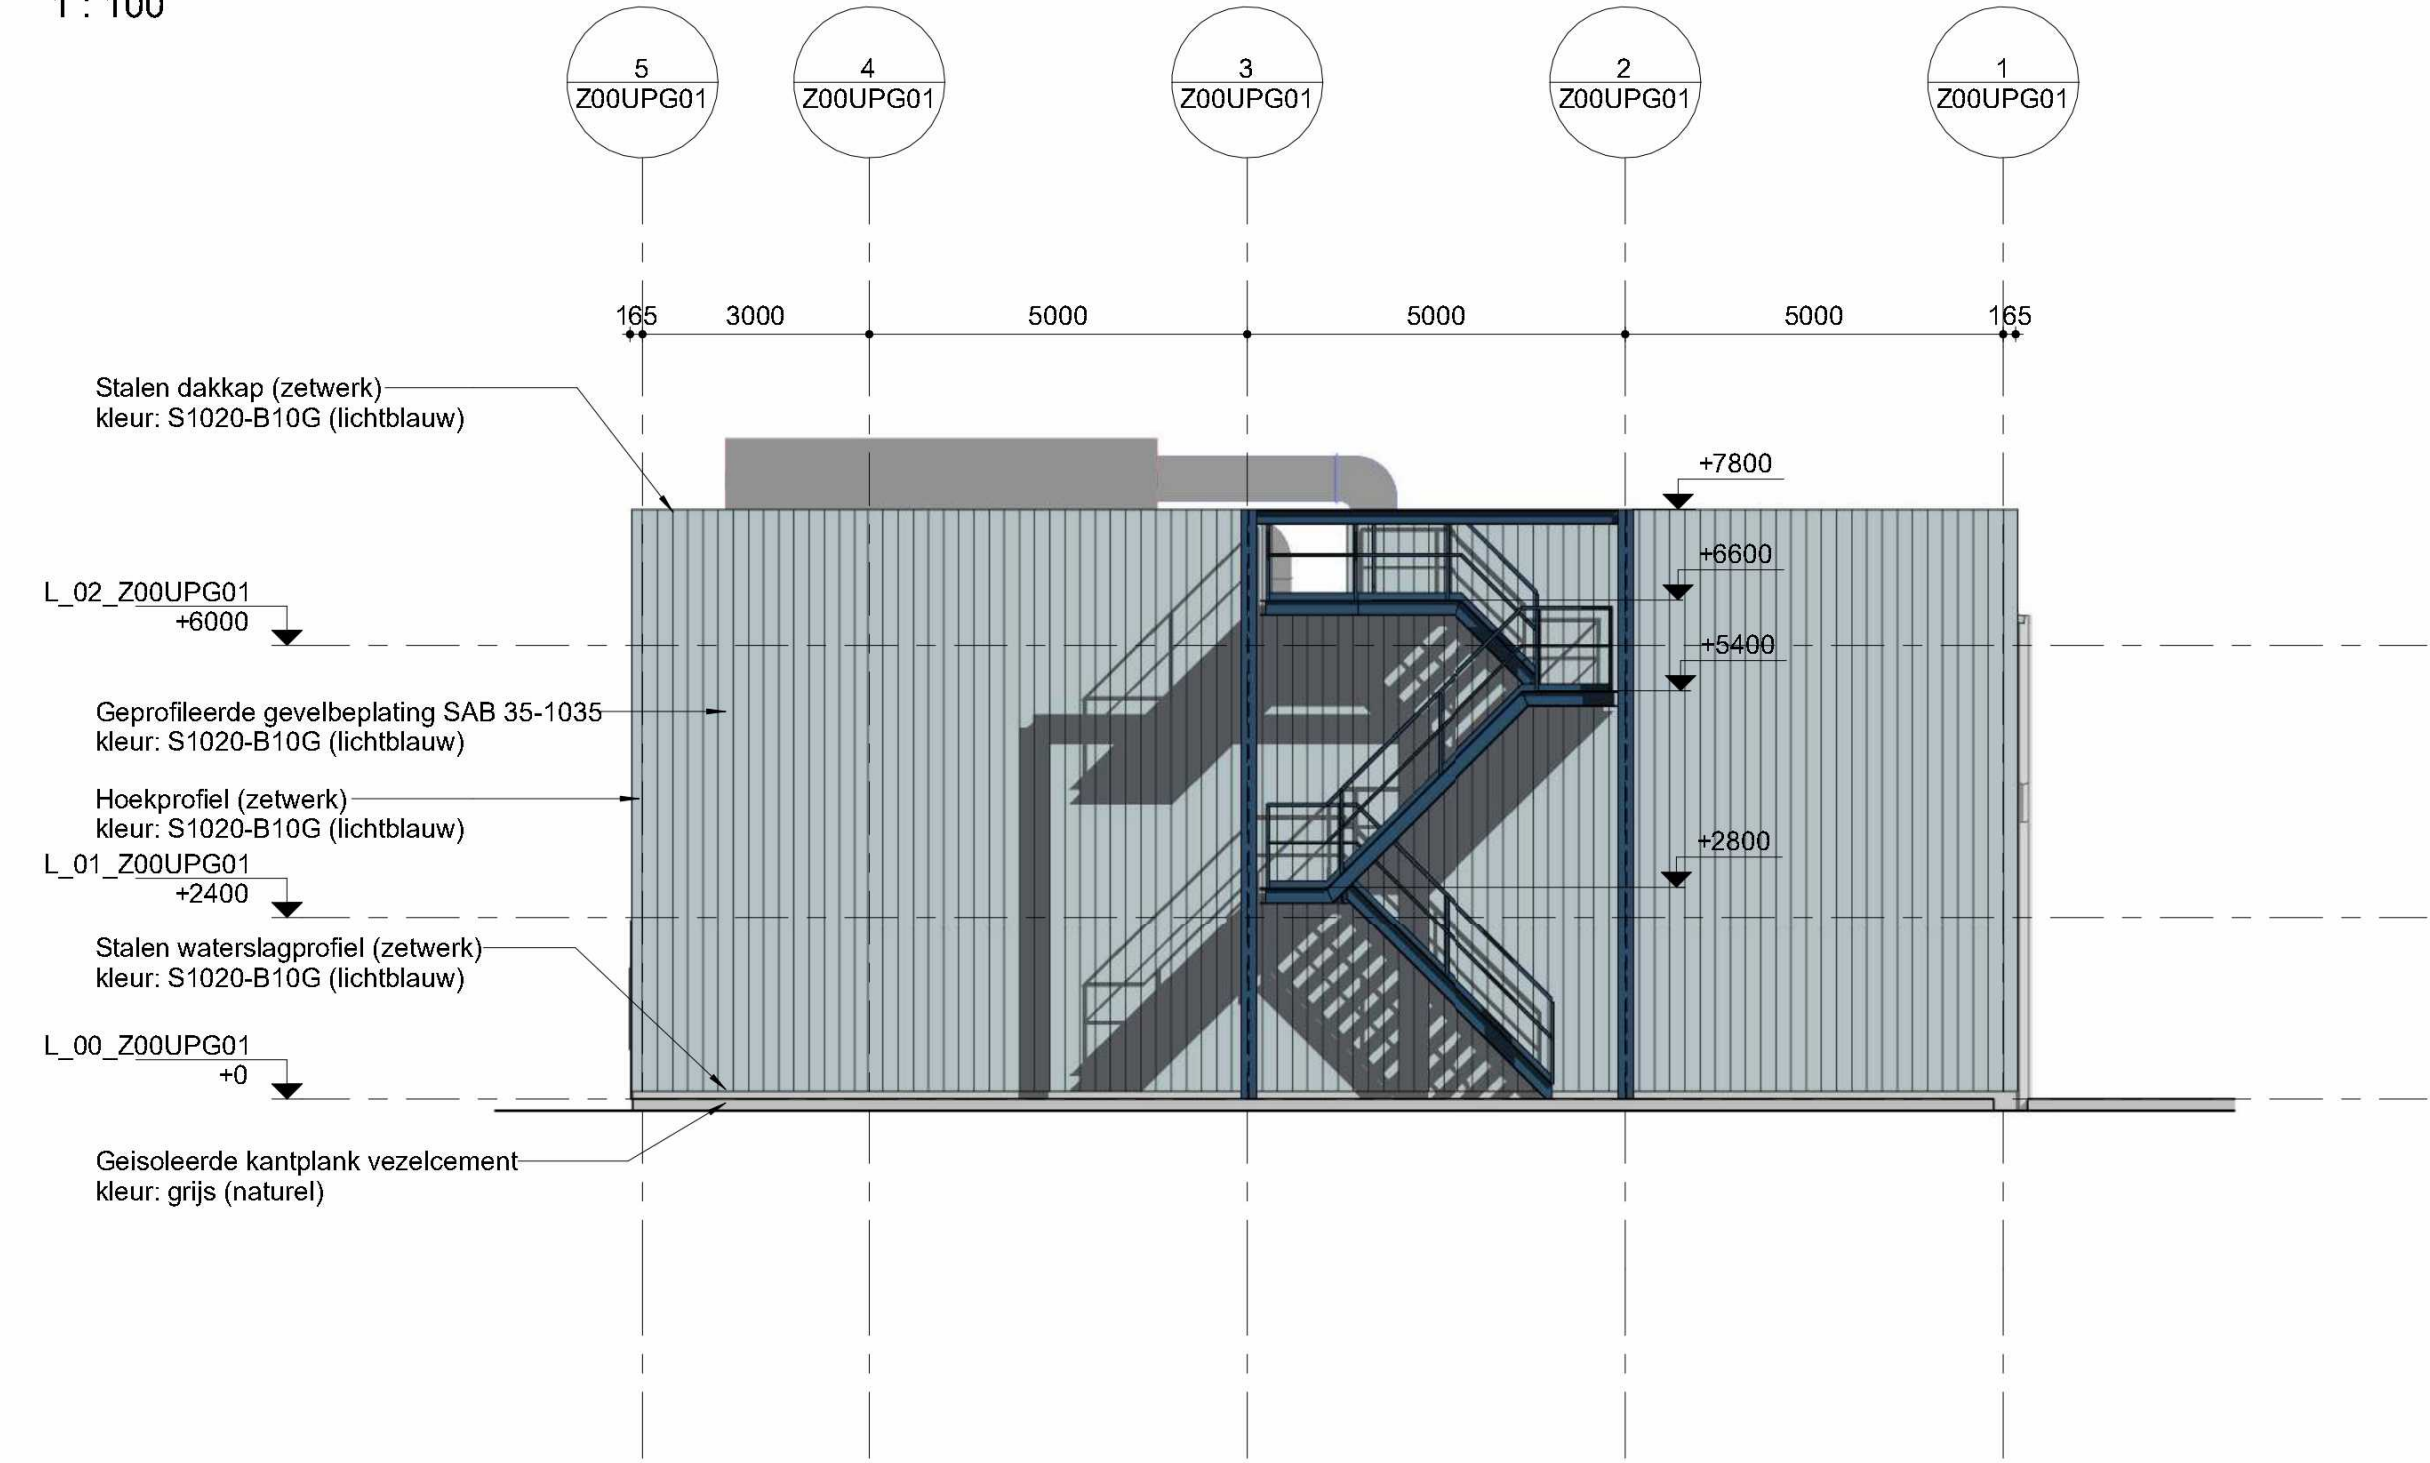 1 : 100
5
Z00UPG01
4
Z00UPG01
3
Z00UPG01
2
Z00UPG01
1
Z00UPG01
165
3000
5000
5000
5000
165
Stalen dakkap (zetwerk)
kleur: S1020-B10G (lichtblauw)
+7800
+6600
L_02_Z00UPG01
+6000
+5400
Geprofileerde gevelbeplating SAB 35-1035
kleur: S1020-B10G (lichtblauw)
Hoekprofiel (zetwerk)
kleur: S1020-B10G (lichtblauw)
+2800
L_01_Z00UPG01
+2400
Stalen waterslagprofiel (zetwerk)
kleur: S1020-B10G (lichtblauw)
L_00_Z00UPG01
+0
Geisoleerde kantplank vezelcement
kleur: grijs (naturel)